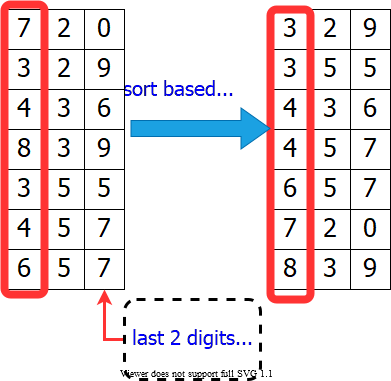 7 2 0
3 2 9
4 3 6
8 3 9
3 5 5
4 5 7
6 5 7
sort based...
3 2 9
3 5 5
4 3 6
4 5 7
6 5 7
7 2 0
8 3 9
last 2 digits...
Viewer does not support full SVG 1.1